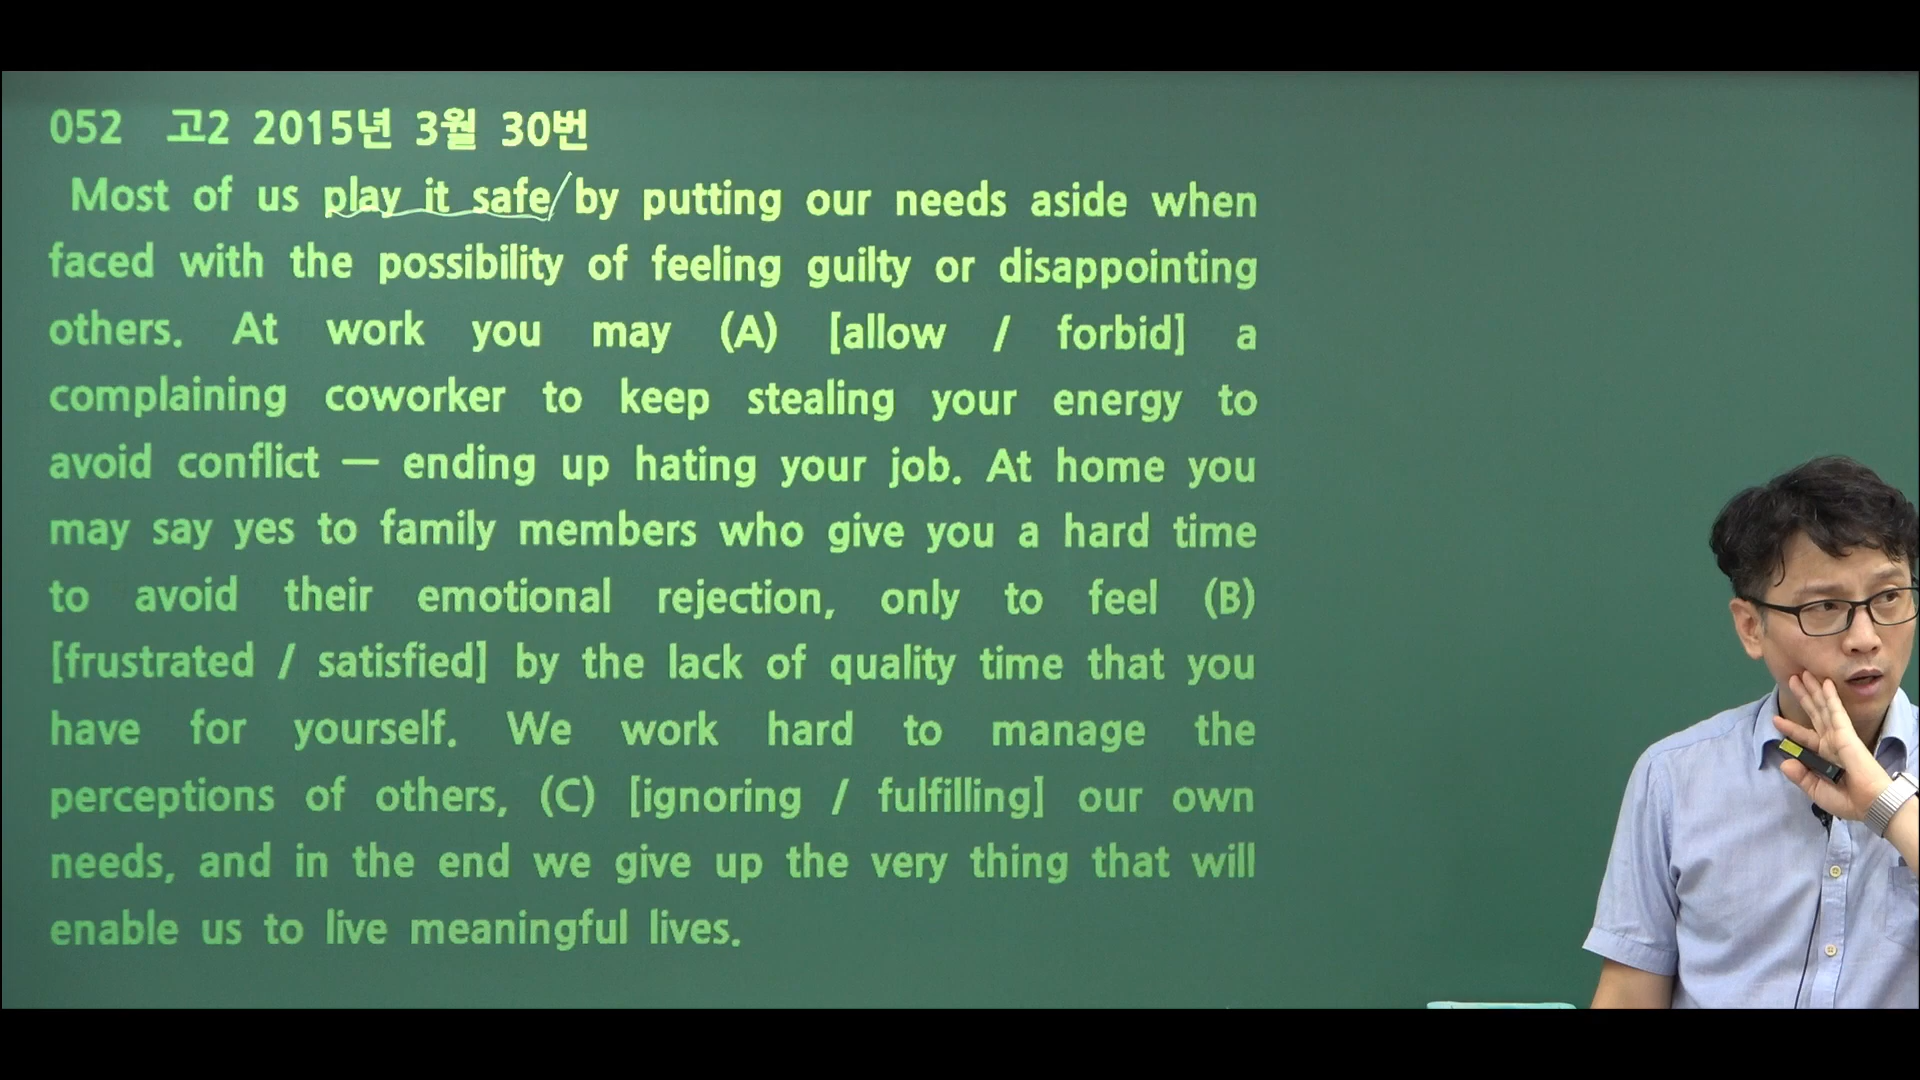 052 고2 2015년 3월 30번
Most of us play it safe by putting our needs aside when
faced with the possibility of feeling guilty or disappointing
others. At work you may (A) [allow / forbid] a
complaining coworker to keep stealing your energy to
avoid conflict — ending up hating your job. At home you
may say yes to family members who give you a hard time
to avoid their emotional rejection, only to feel (B)
[frustrated / satisfied] by the lack of quality time that you
have for yourself. We work hard to manage the
perceptions of others, (C) [ignoring / fulfilling] our own
needs, and in the end we give up the very thing that will
enable us to live meaningful lives.